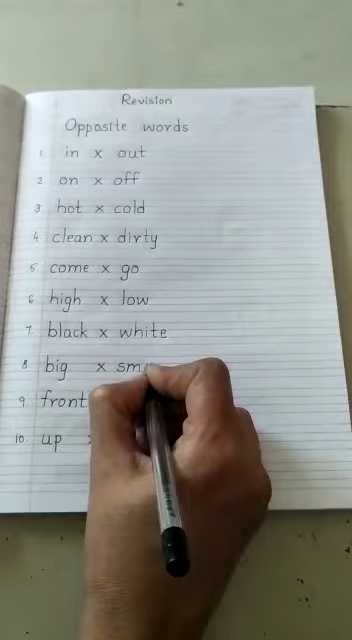 Revision
Opposite words
1. in x out
2. on x off
3 hot x cold
4 clean x dirty
5 come x go
6 high x low
7. black x white
8 big x sm
9. front
10. up x